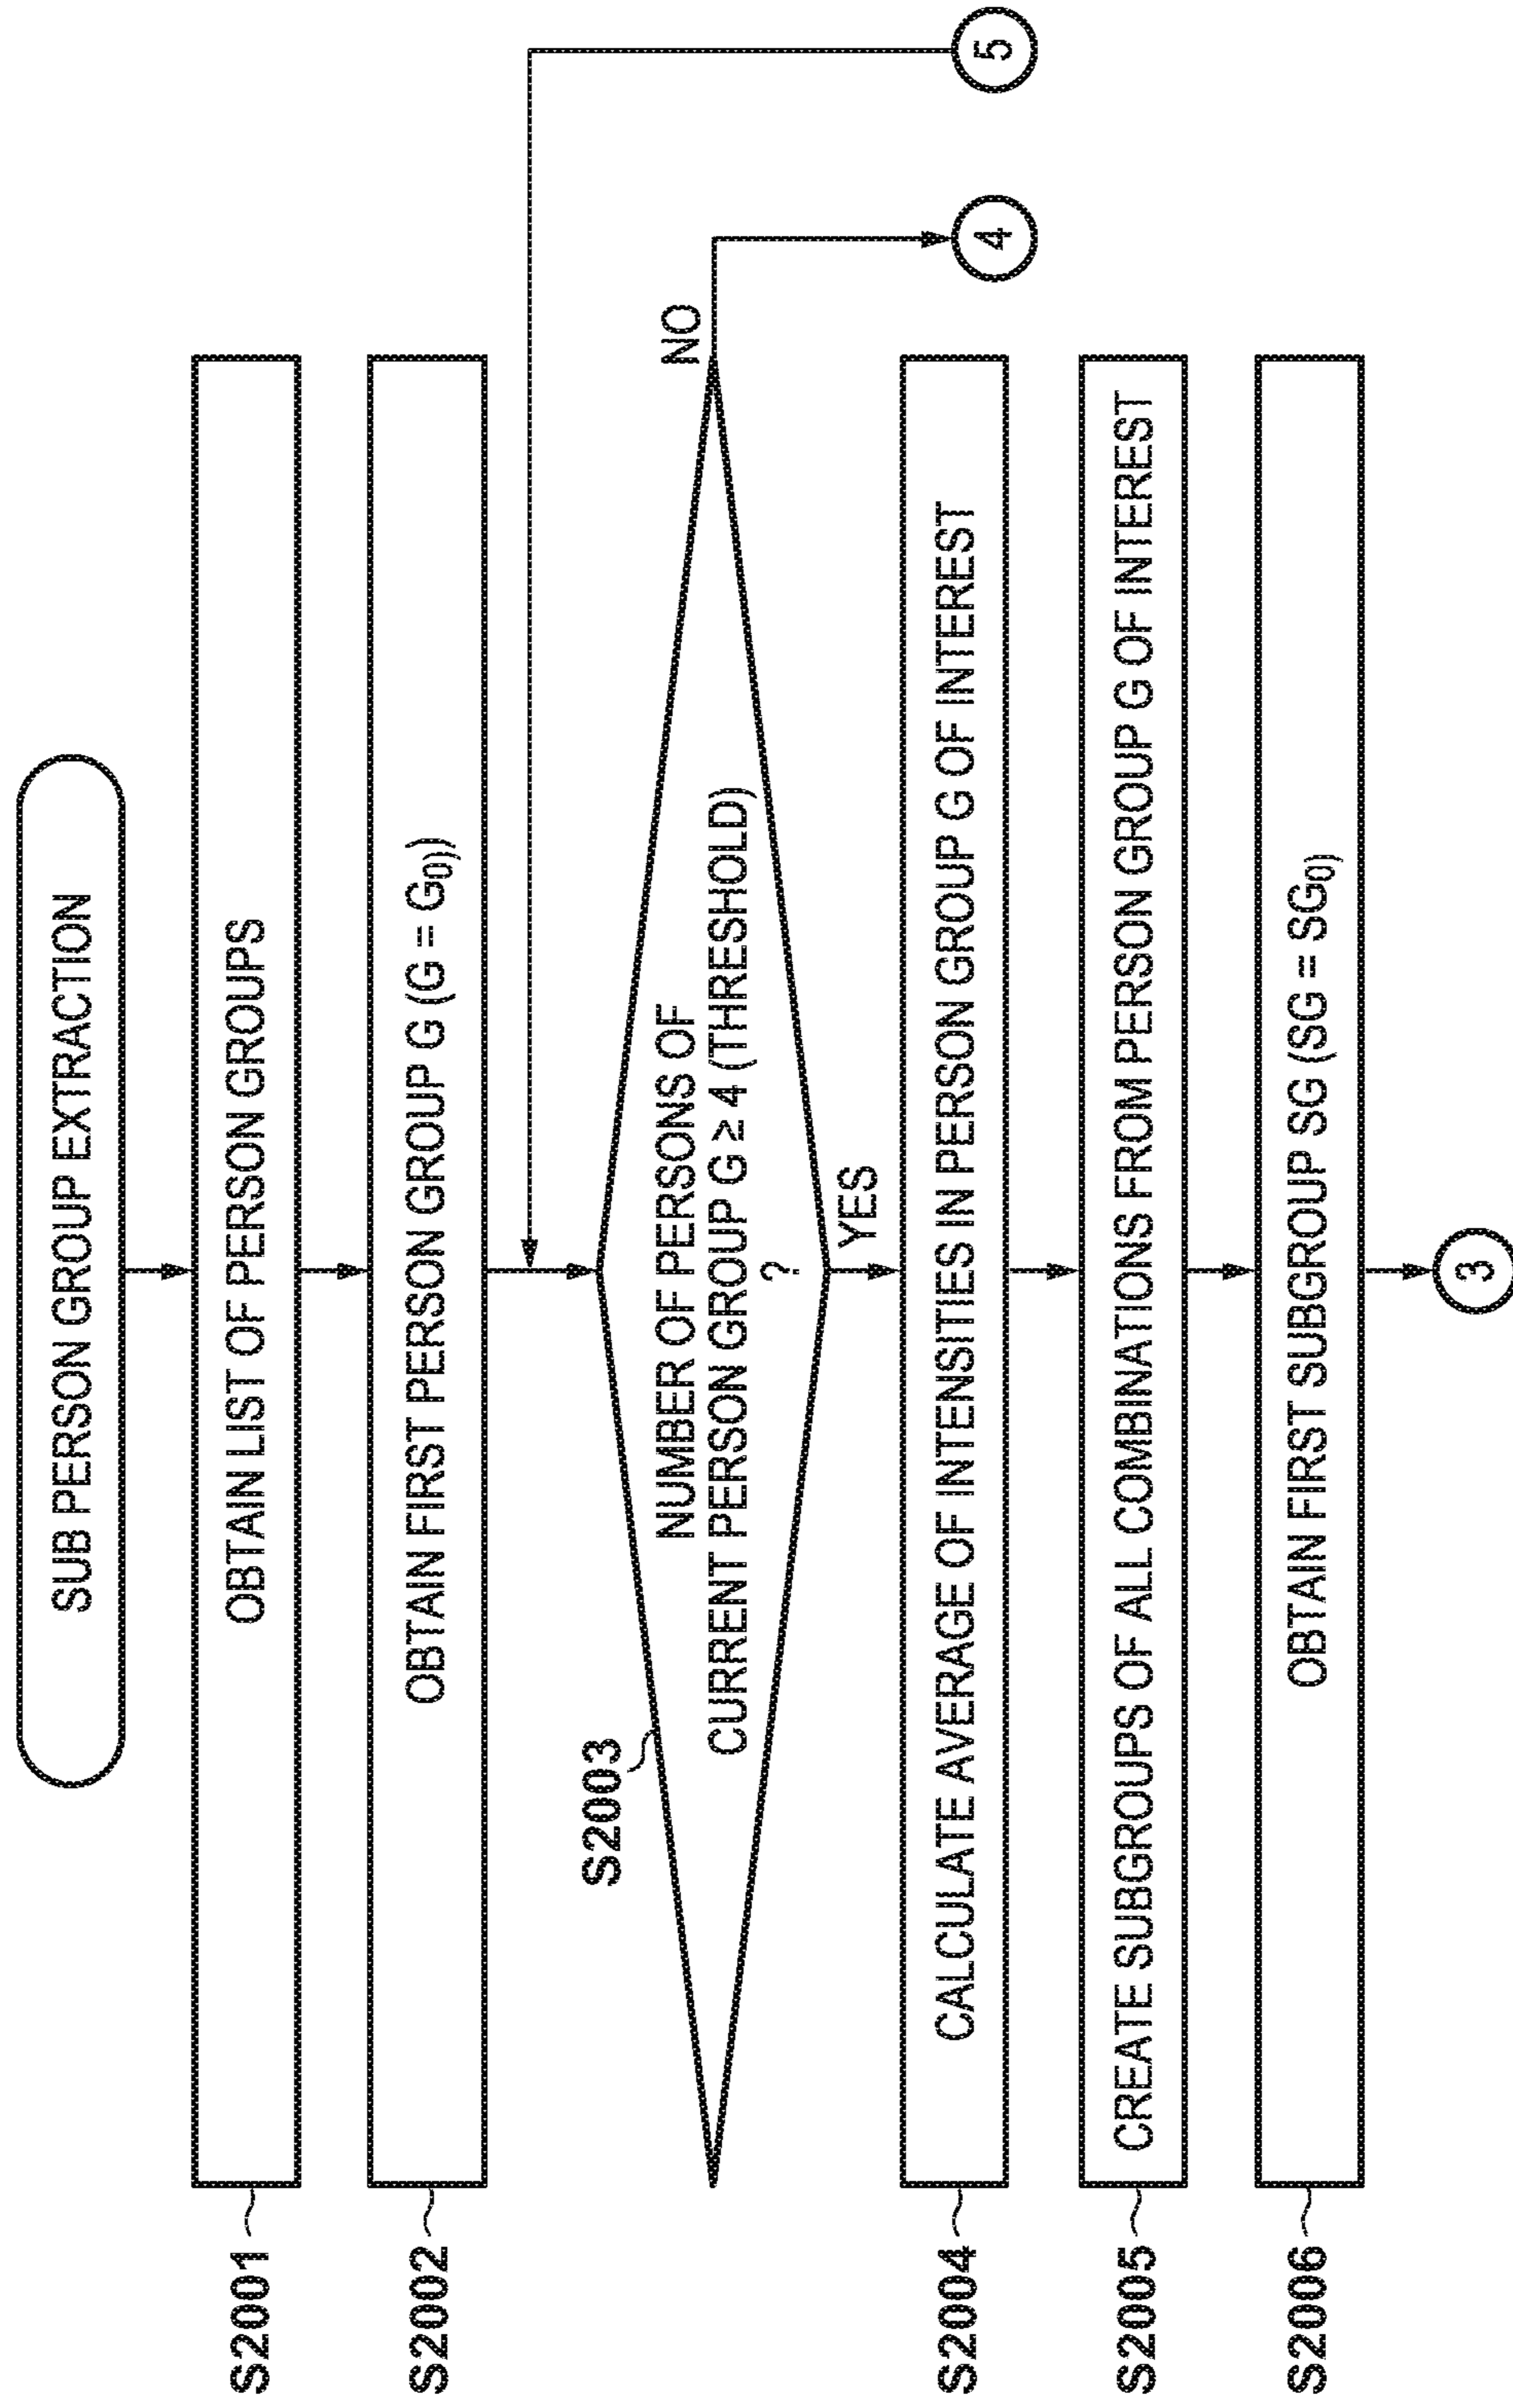 SUB PERSON GROUP EXTRACTION
S2001
OBTAIN LIST OF PERSON GROUPS
S2002
OBTAIN FIRST PERSON GROUP G (G = G0))
5
S2003
NUMBER OF PERSONS OF
CURRENT PERSON GROUP G ≥ 4 (THRESHOLD)
?
NO
4
YES
S2004
CALCULATE AVERAGE OF INTENSITIES IN PERSON GROUP G OF INTEREST
S2005
CREATE SUBGROUPS OF ALL COMBINATIONS FROM PERSON GROUP G OF INTEREST
S2006
OBTAIN FIRST SUBGROUP SG (SG = SG0)
3